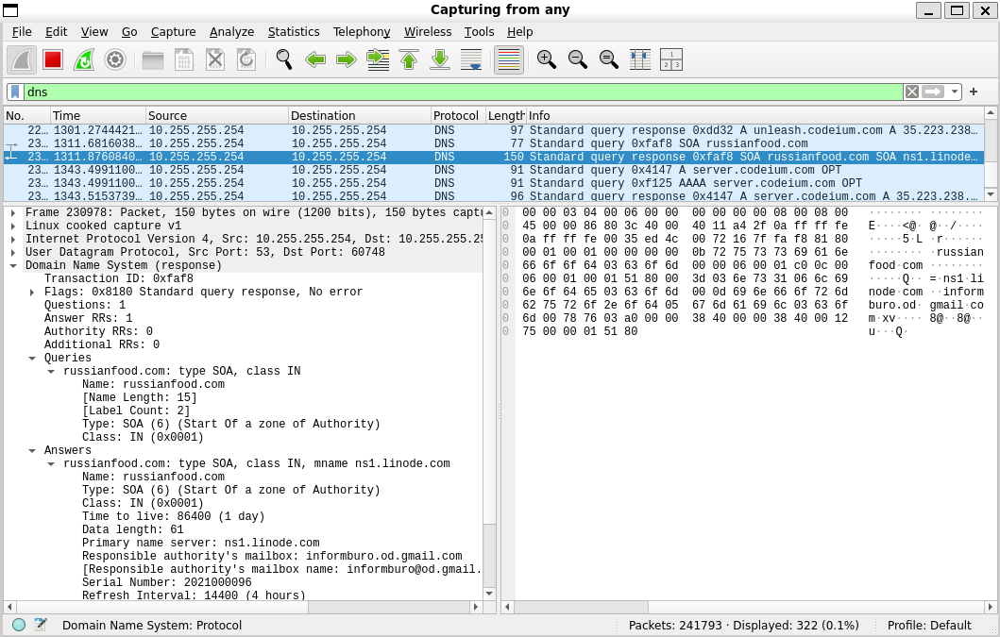 Capturing from any
File Edit View Go Capture Analyze Statistics Telephony Wireless Tools Help
dns
No. Time Source Destination Protocol Length Info
22… 1301.2744421… 10.255.255.254 10.255.255.254 DNS 97 Standard query response 0xdd32 A unleash.codeium.com A 35.223.238…
23… 1311.6816038… 10.255.255.254 10.255.255.254 DNS 77 Standard query 0xfaf8 SOA russianfood.com
23… 1311.8760840… 10.255.255.254 10.255.255.254 DNS 150 Standard query response 0xfaf8 SOA russianfood.com SOA ns1.linode…
23… 1343.4991100… 10.255.255.254 10.255.255.254 DNS 91 Standard query 0x4147 A server.codeium.com OPT
23… 1343.4991100… 10.255.255.254 10.255.255.254 DNS 91 Standard query 0xf125 AAAA server.codeium.com OPT
23… 1343.5153739… 10.255.255.254 10.255.255.254 DNS 96 Standard query response 0x4147 A server.codeium.com A 35.223.238.…
Frame 230978: Packet, 150 bytes on wire (1200 bits), 150 bytes captu
Linux cooked capture v1
Internet Protocol Version 4, Src: 10.255.255.254, Dst: 10.255.255.25
User Datagram Protocol, Src Port: 53, Dst Port: 60748
Domain Name System (response)
Transaction ID: 0xfaf8
Flags: 0x8180 Standard query response, No error
Questions: 1
Answer RRs: 1
Authority RRs: 0
Additional RRs: 0
Queries
russianfood.com: type SOA, class IN
Name: russianfood.com
[Name Length: 15]
[Label Count: 2]
Type: SOA (6) (Start Of a zone of Authority)
Class: IN (0x0001)
Answers
russianfood.com: type SOA, class IN, mname ns1.linode.com
Name: russianfood.com
Type: SOA (6) (Start Of a zone of Authority)
Class: IN (0x0001)
Time to live: 86400 (1 day)
Data length: 61
Primary name server: ns1.linode.com
Responsible authority's mailbox: informburo.od.gmail.com
[Responsible authority's mailbox name: informburo@od.gmail.
Serial Number: 2021000096
Refresh Interval: 14400 (4 hours)
0 00 00 03 04 00 06 00 00 00 00 00 00 08 00 08 00 ········ ········
0 45 00 00 86 80 3c 40 00 40 11 a4 2f 0a ff ff fe E····<@· @··/····
0 0a ff ff fe 00 35 ed 4c 00 72 16 7f fa f8 81 80 ·····5·L ·r······
0 00 01 00 01 00 00 00 00 0b 72 75 73 73 69 61 6e ········ ·russian
0 66 6f 6f 64 03 63 6f 6d 00 00 06 00 01 c0 0c 00 food·com ········
0 06 00 01 00 01 51 80 00 3d 03 6e 73 31 06 6c 69 ·····Q·· =·ns1·li
0 6e 6f 64 65 03 63 6f 6d 00 0d 69 6e 66 6f 72 6d node·com ··inform
0 62 75 72 6f 2e 6f 64 05 67 6d 61 69 6c 03 63 6f buro.od· gmail·co
0 6d 00 78 76 03 a0 00 00 38 40 00 00 38 40 00 12 m·xv···· 8@··8@··
0 75 00 00 01 51 80 u···Q·
Domain Name System: Protocol
Packets: 241793 · Displayed: 322 (0.1%)
Profile: Default